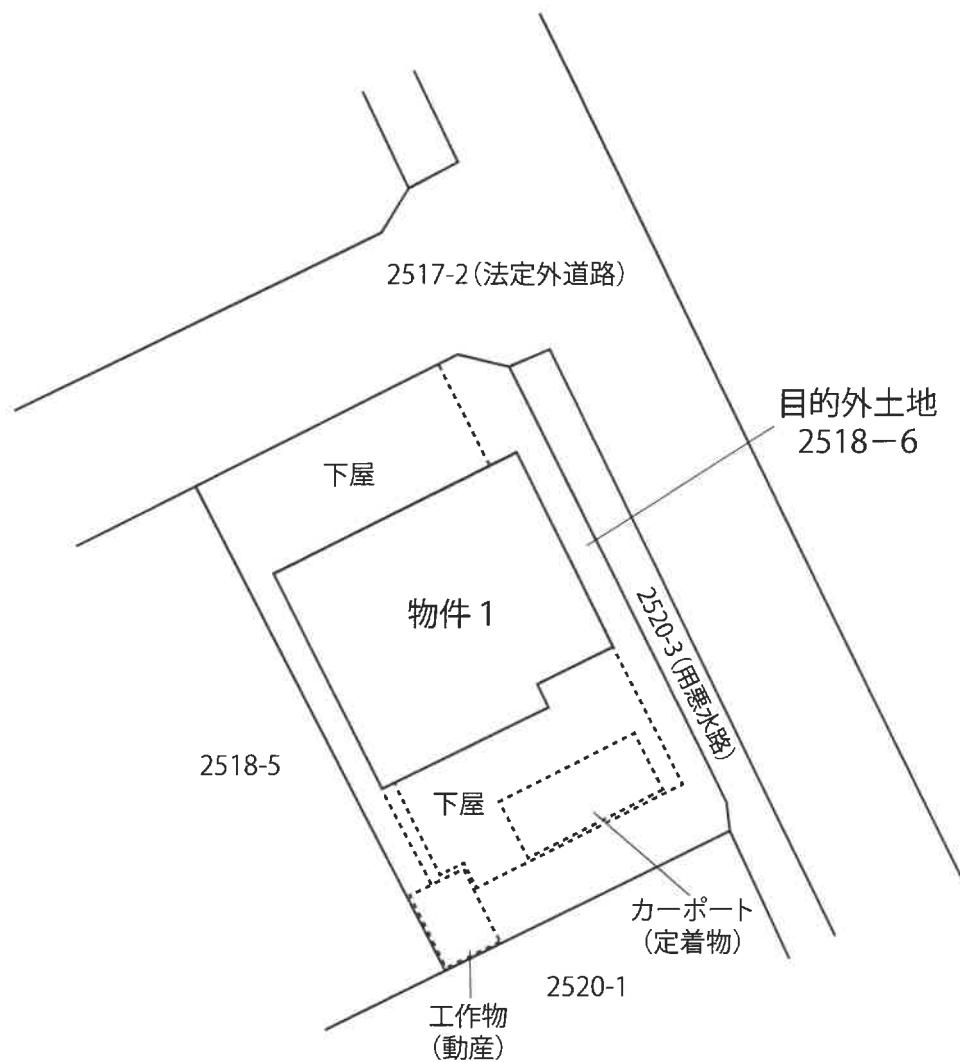 2517-2(法定外道路)
目的外土地
2518－6
下屋
物件 1
2520-3(用悪水路)
2518-5
下屋
カーポート
(定着物)
2520-1
工作物
(動産)